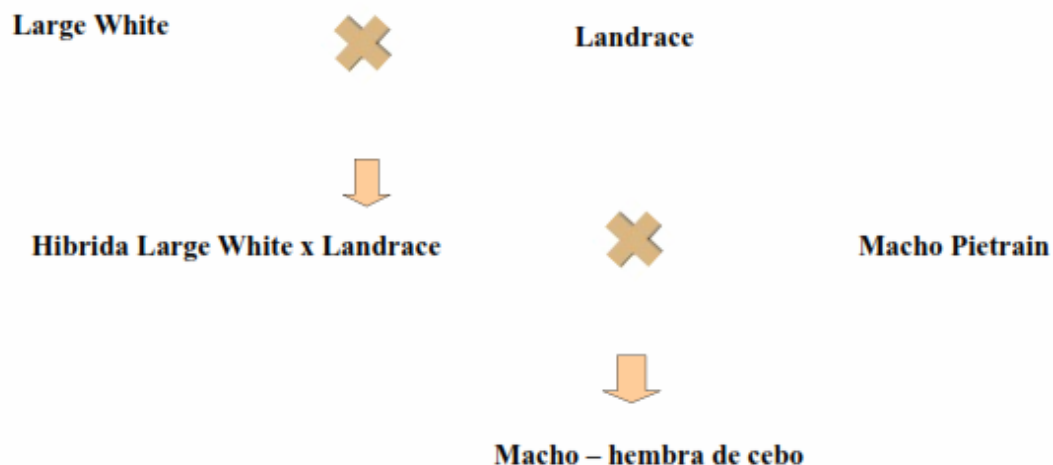 Large White
Landrace
Hibrida Large White x Landrace
Macho Pietrain
Macho – hembra de cebo